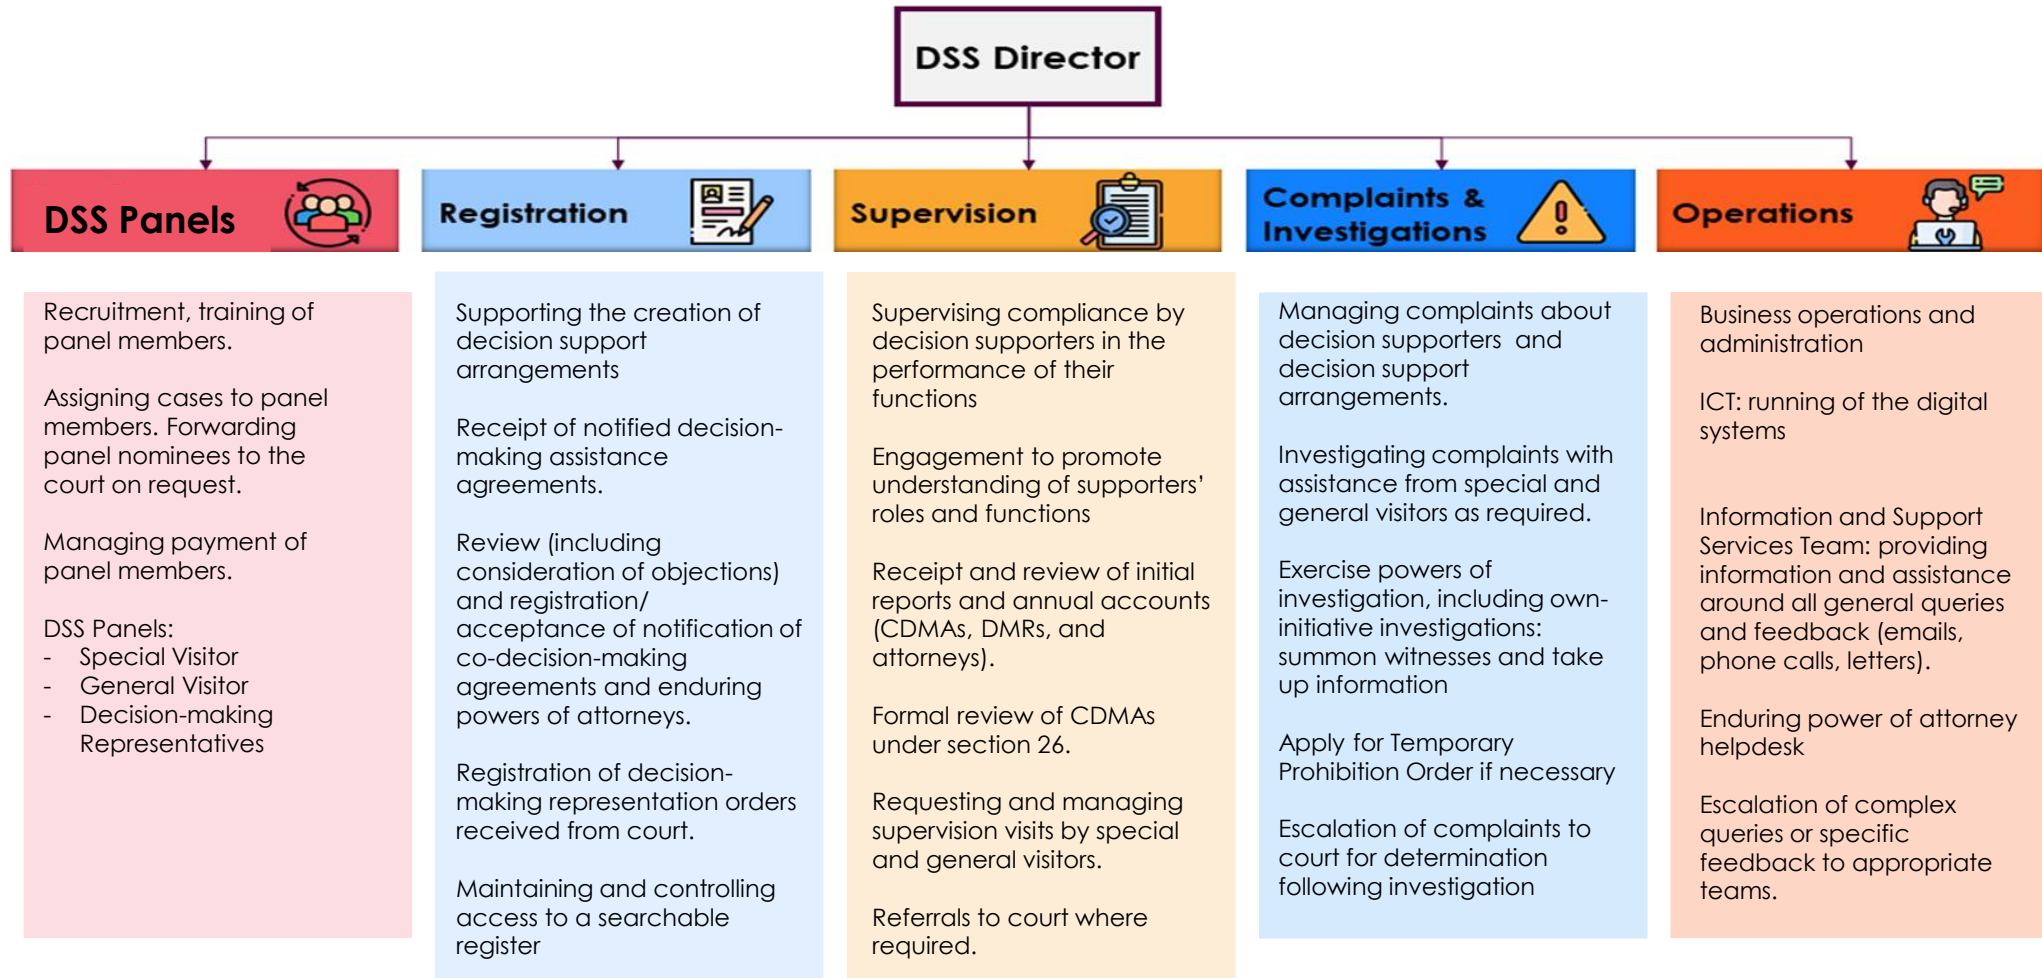 DSS Director
DSS Panels
Recruitment, training of
panel members.
Assigning cases to panel
members. Forwarding
panel nominees to the
court on request.
Managing payment of
panel members.
DSS Panels:
- Special Visitor
- General Visitor
- Decision-making
Representatives
Registration
Supporting the creation of
decision support
arrangements
Receipt of notified decision-
making assistance
agreements.
Review (including
consideration of objections)
and registration/
acceptance of notification of
co-decision-making
agreements and enduring
powers of attorneys.
Registration of decision-
making representation orders
received from court.
Maintaining and controlling
access to a searchable
register
Supervision
Supervising compliance by
decision supporters in the
performance of their
functions
Engagement to promote
understanding of supporters’
roles and functions
Receipt and review of initial
reports and annual accounts
(CDMAs, DMRs, and
attorneys).
Formal review of CDMAs
under section 26.
Requesting and managing
supervision visits by special
and general visitors.
Referrals to court where
required.
Complaints &
Investigations
Managing complaints about
decision supporters and
decision support
arrangements.
Investigating complaints with
assistance from special and
general visitors as required.
Exercise powers of
investigation, including own-
initiative investigations:
summon witnesses and take
up information
Apply for Temporary
Prohibition Order if necessary
Escalation of complaints to
court for determination
following investigation
Operations
Business operations and
administration
ICT: running of the digital
systems
Information and Support
Services Team: providing
information and assistance
around all general queries
and feedback (emails,
phone calls, letters).
Enduring power of attorney
helpdesk
Escalation of complex
queries or specific
feedback to appropriate
teams.